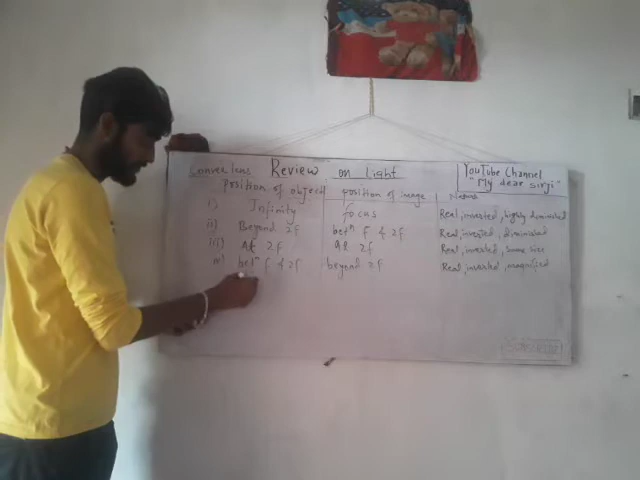 Convex lens Review on Light
YouTube Channel
"My dear sirji"
position of object position of image
i) Infinity focus Real, inverted, highly diminished
ii) Beyond 2f betn f & 2f Real, inverted, diminished
iii) At 2f at 2f Real, inverted, same size
iv) betn f & 2f beyond 2f Real, inverted, magnified